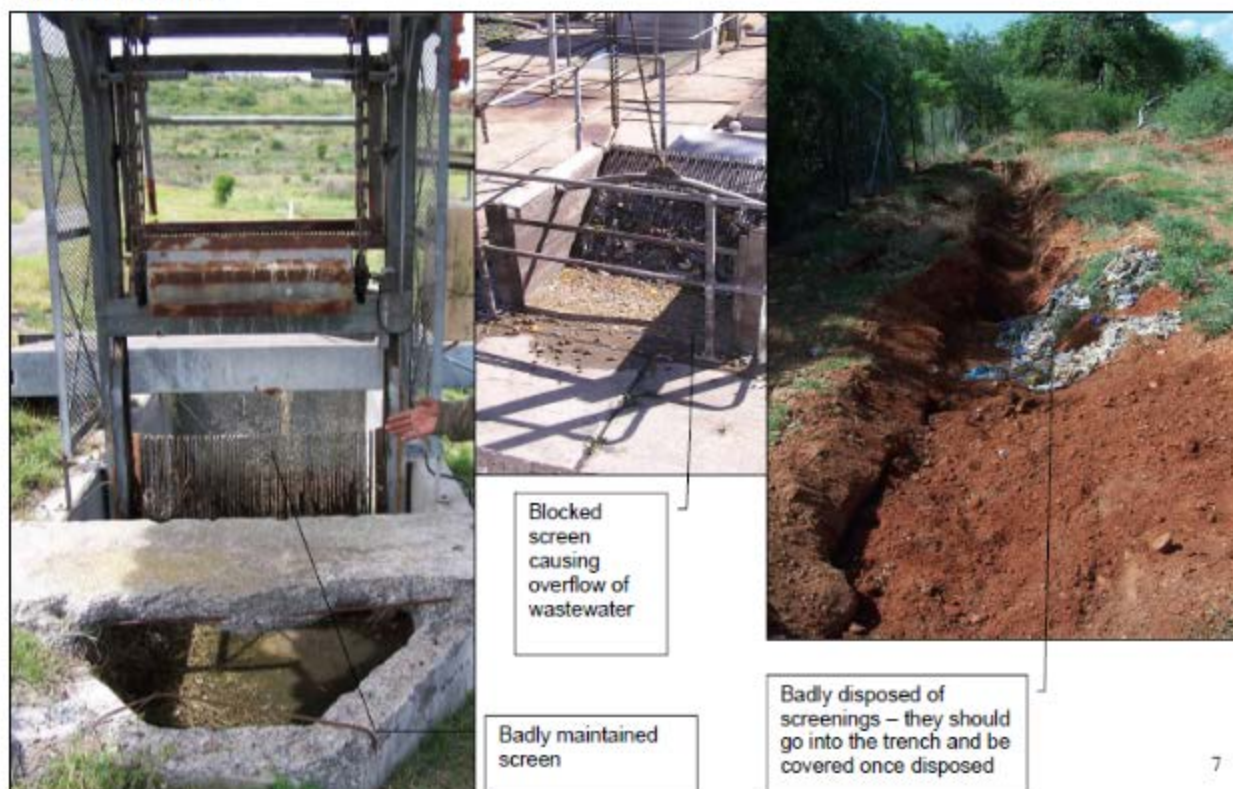 Blocked
screen
causing
overflow of
wastewater
Badly maintained
screen
Badly disposed of
screenings – they should
go into the trench and be
covered once disposed
7